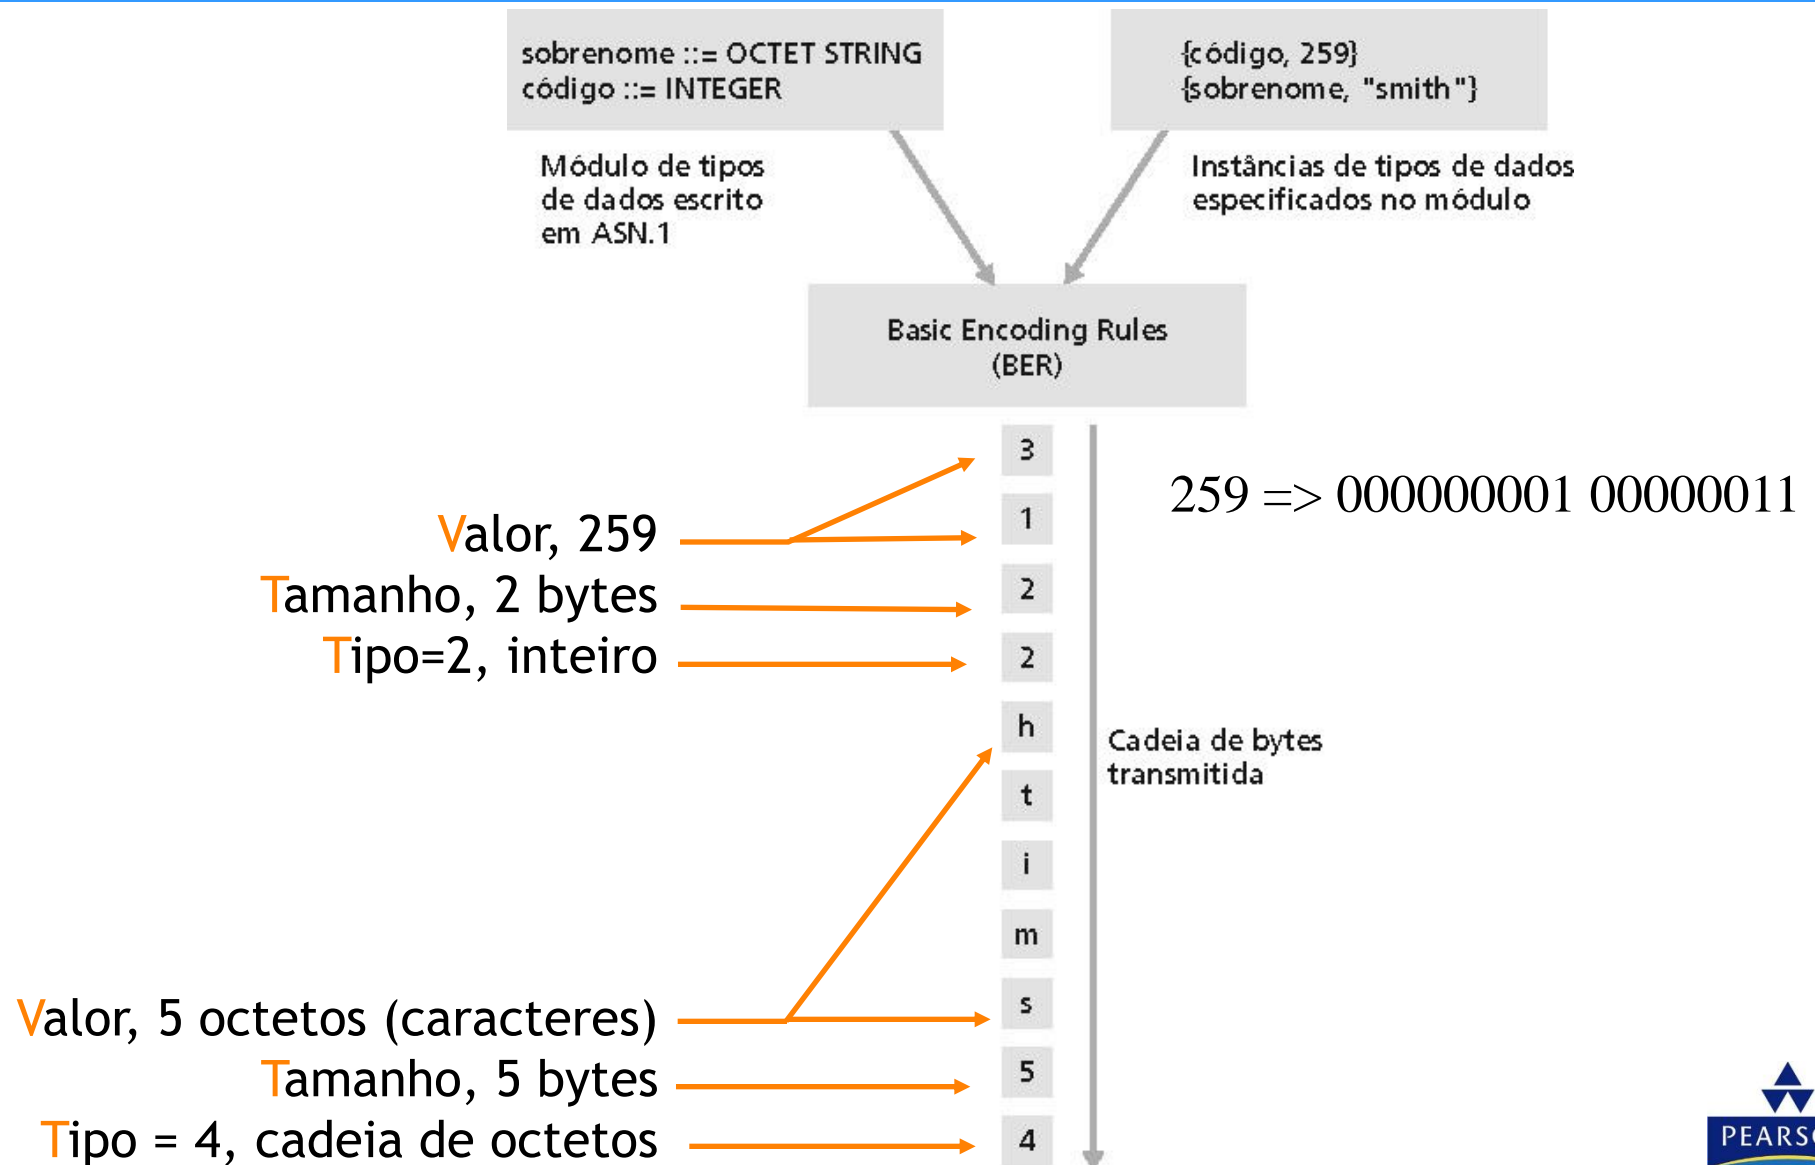 sobrenome ::= OCTET STRING
código ::= INTEGER
{código, 259}
{sobrenome, "smith"}
Módulo de tipos
de dados escrito
em ASN.1
Instâncias de tipos de dados
especificados no módulo
Basic Encoding Rules
(BER)
3
1
2
2
h
t
i
m
s
5
4
259 => 000000001 00000011
Valor, 259
Tamanho, 2 bytes
Tipo=2, inteiro
Cadeia de bytes
transmitida
Valor, 5 octetos (caracteres)
Tamanho, 5 bytes
Tipo = 4, cadeia de octetos